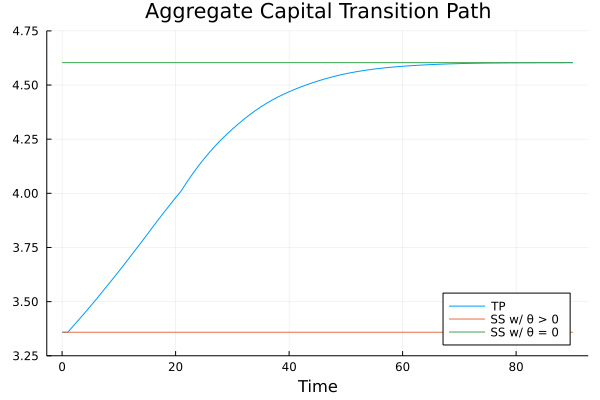 Aggregate Capital Transition Path
4.75
4.50
4.25
4.00
3.75
3.50
3.25
TP
SS w/ θ > 0
SS w/ θ = 0
0 20 40 60 80
Time